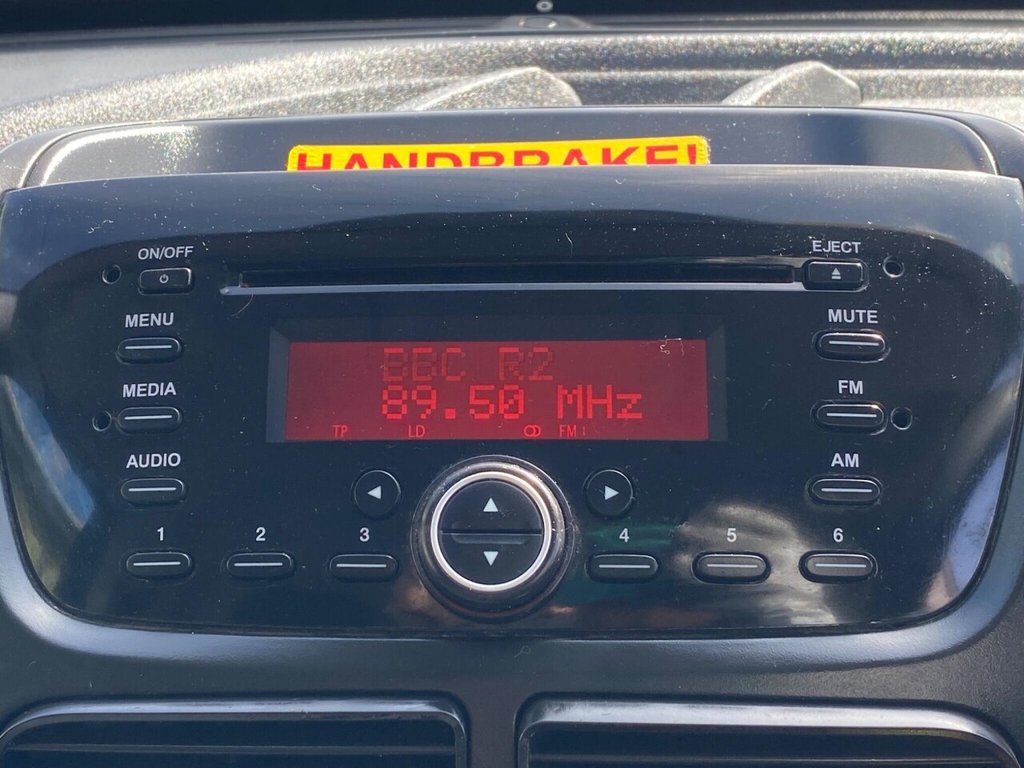 HANDBRAKE!
ON/OFF
EJECT
MENU
MUTE
BBC R2
89.50 MHz
MEDIA
FM
TP LD FM
AUDIO
AM
1 2 3 4 5 6